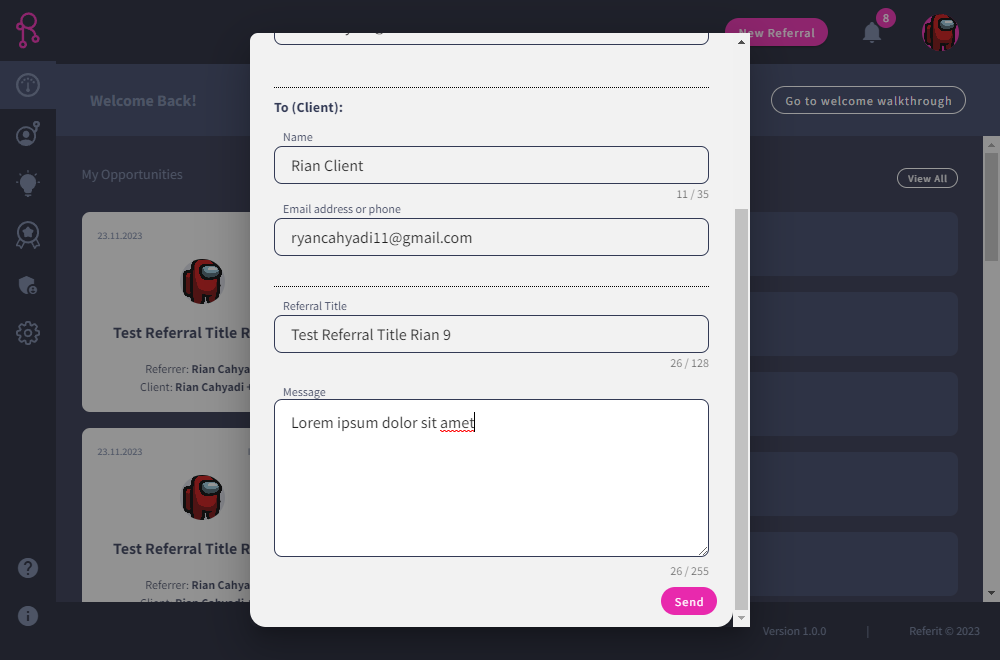 New Referral
8
Welcome Back!
Go to welcome walkthrough
My Opportunities
View All
23.11.2023
Test Referral Title R
Referrer: Rian Cahya
Client: Rian Cahyadi
23.11.2023
Test Referral Title R
Referrer: Rian Cahya
Client: Rian Cahyadi
To (Client):
Name
Rian Client
11 / 35
Email address or phone
ryancahyadi11@gmail.com
Referral Title
Test Referral Title Rian 9
26 / 128
Message
Lorem ipsum dolor sit amet
26 / 255
Send
Version 1.0.0 | Referit © 2023